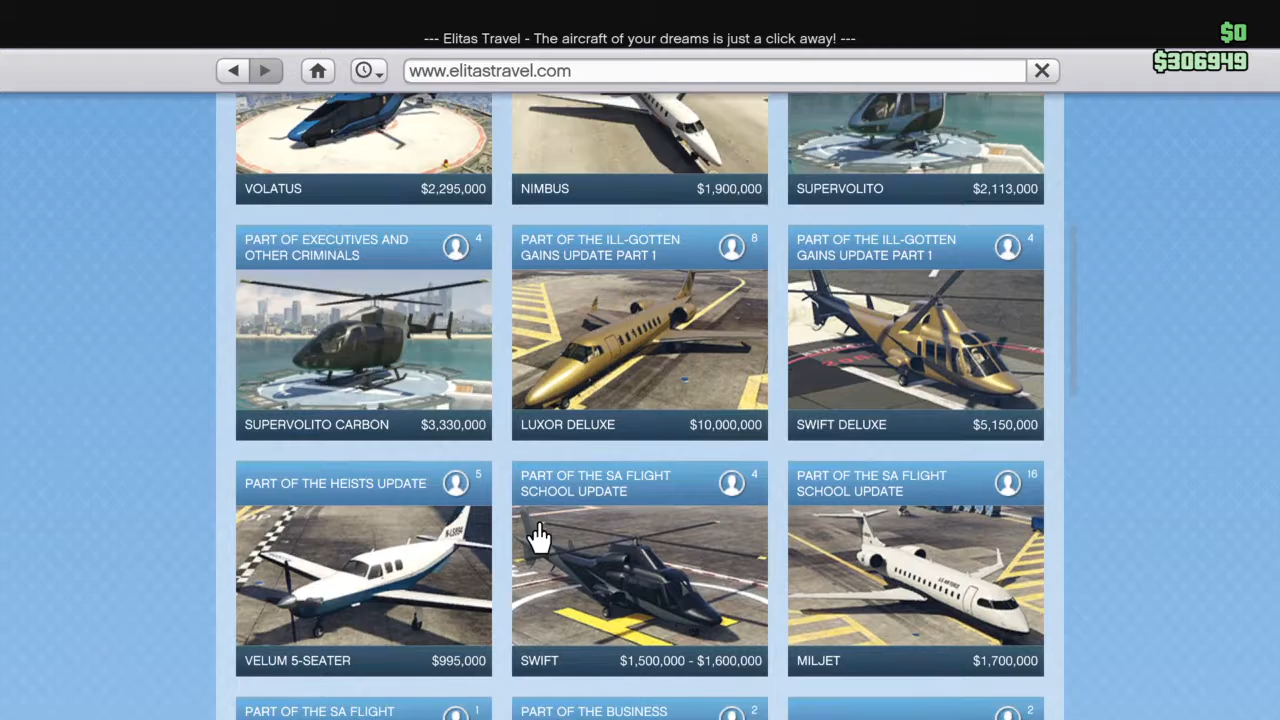 --- Elitas Travel - The aircraft of your dreams is just a click away! ---
$0
$306949
www.elitastravel.com
VOLATUS $2,295,000
NIMBUS $1,900,000
SUPERVOLITO $2,113,000
PART OF EXECUTIVES AND
OTHER CRIMINALS
4
PART OF THE ILL-GOTTEN
GAINS UPDATE PART 1
8
PART OF THE ILL-GOTTEN
GAINS UPDATE PART 1
4
SUPERVOLITO CARBON $3,330,000
LUXOR DELUXE $10,000,000
SWIFT DELUXE $5,150,000
PART OF THE HEISTS UPDATE
5
PART OF THE SA FLIGHT
SCHOOL UPDATE
4
PART OF THE SA FLIGHT
SCHOOL UPDATE
16
VELUM 5-SEATER $995,000
SWIFT $1,500,000 - $1,600,000
MILJET $1,700,000
PART OF THE SA FLIGHT
1
PART OF THE BUSINESS
2
2